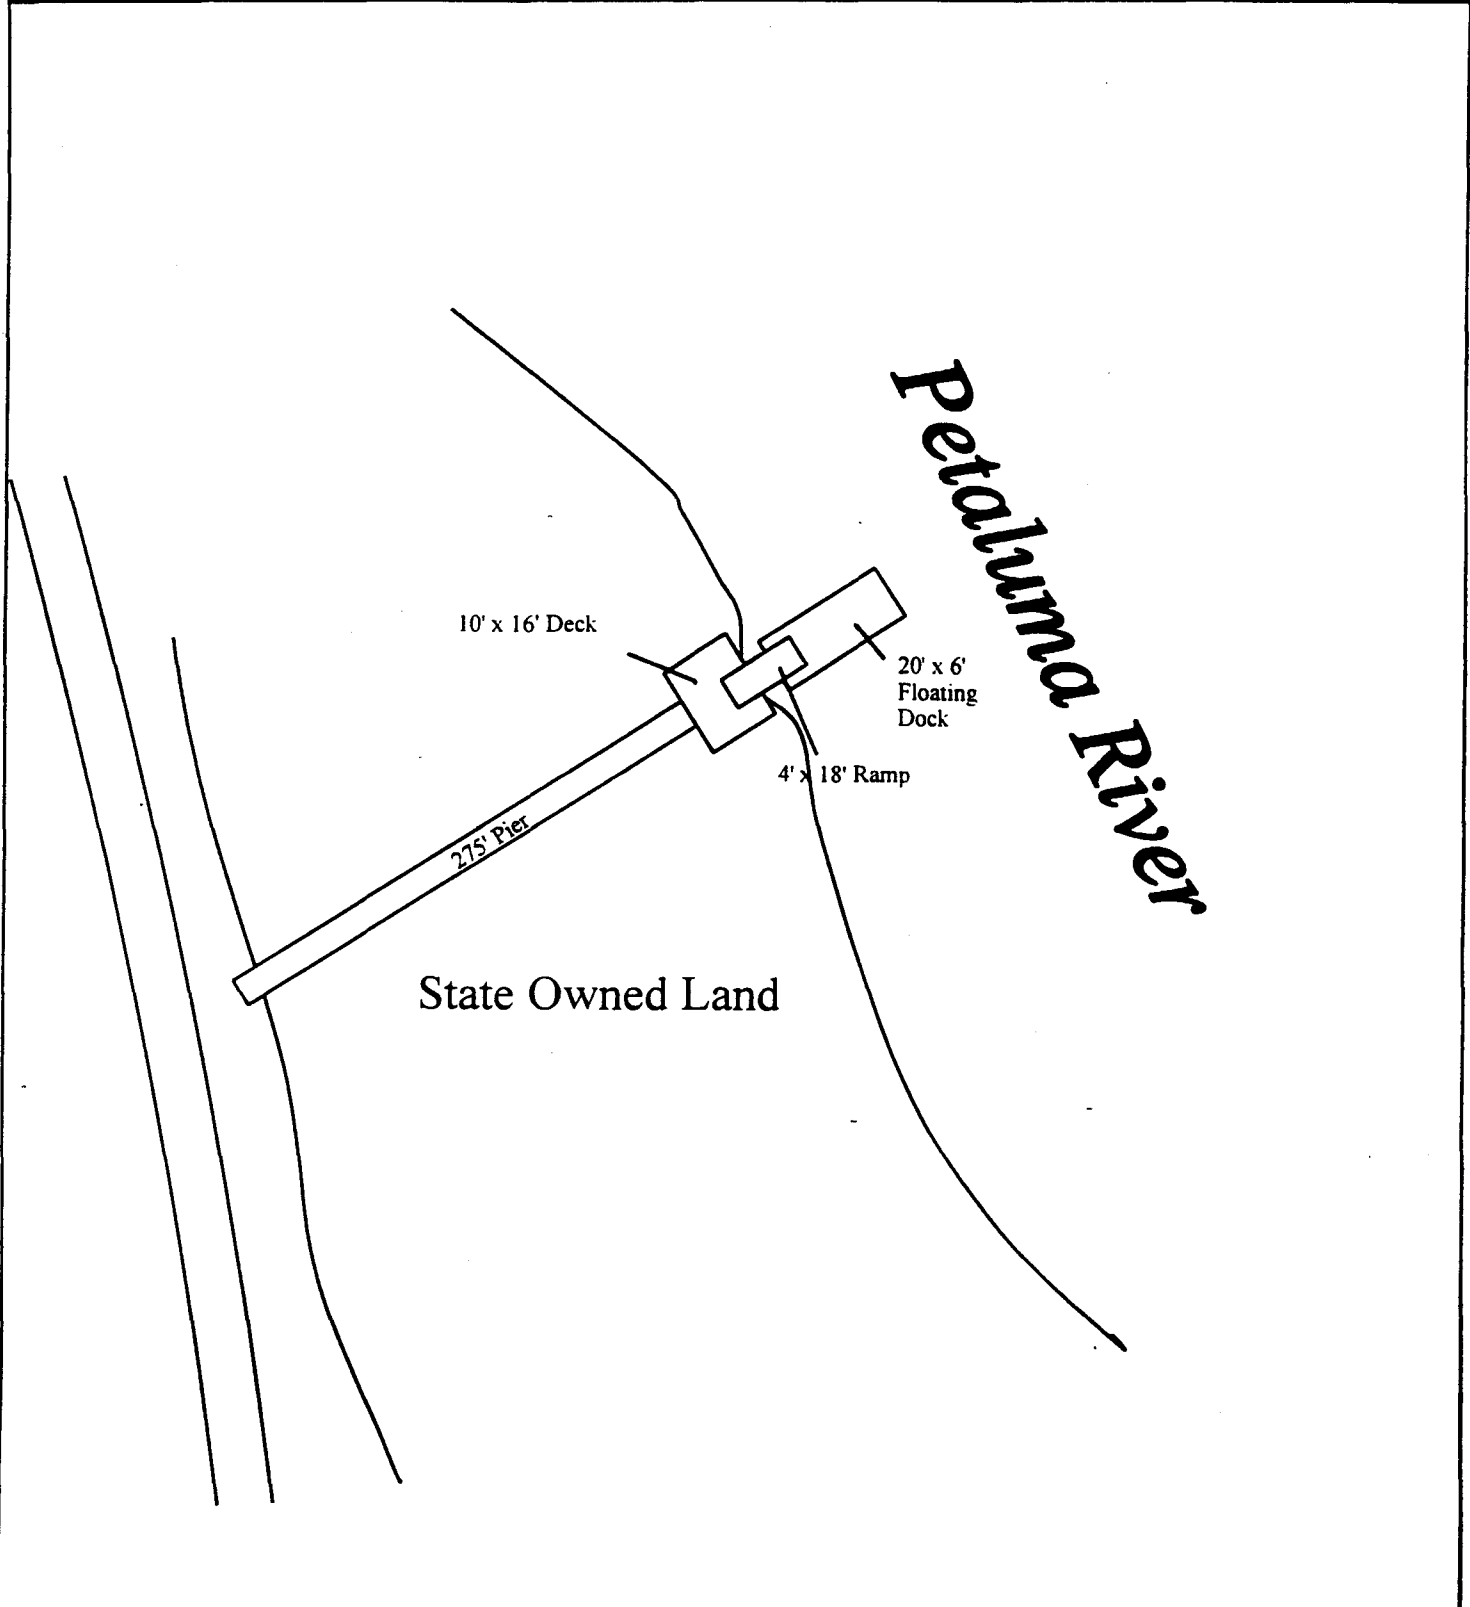 Petaluma River
10' x 16' Deck
20' x 6'
Floating
Dock
4' x 18' Ramp
275' Pier
State Owned Land